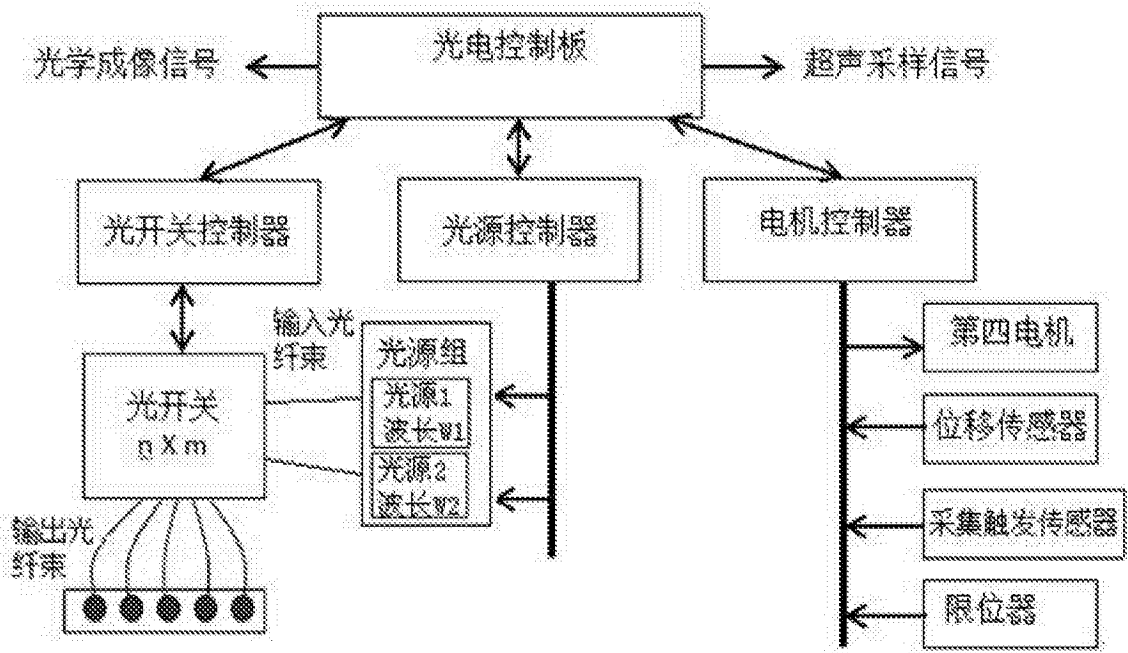 光电控制板
光学成像信号
超声采样信号
光开关控制器
光源控制器
电机控制器
输入光
纤束
光源组
光源1
波长W1
光源2
波长W2
光开关
n X m
输出光
纤束
第四电机
位移传感器
采集触发传感器
限位器